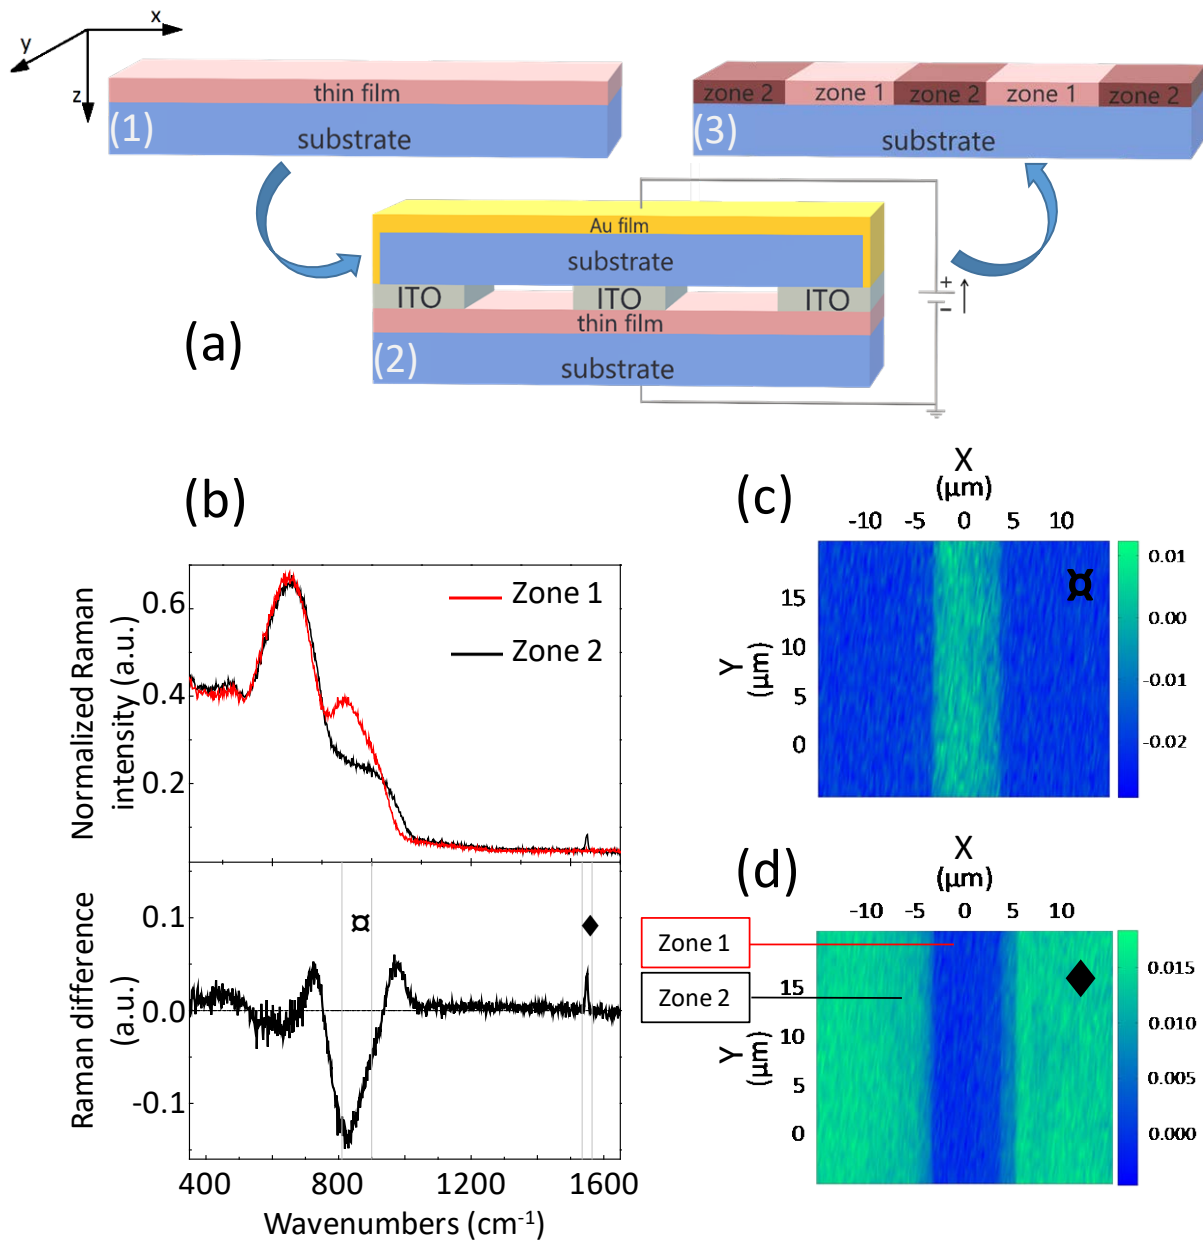 x
y
z
thin film
(1)
substrate
zone 2
zone 1
zone 2
zone 1
zone 2
(3)
substrate
Au film
substrate
ITO
ITO
ITO
thin film
(2)
substrate
+
−
(a)
(b)
Normalized Raman
intensity (a.u.)
0.6
0.4
0.2
Zone 1
Zone 2
Raman difference
(a.u.)
0.1
0.0
-0.1
¤
♦
400
800
1200
1600
Wavenumbers (cm⁻¹)
(c)
X
(µm)
-10
-5
0
5
10
Y
(µm)
15
10
5
0
¤
0.01
0.00
-0.01
-0.02
(d)
X
(µm)
-10
-5
0
5
10
Zone 1
Zone 2
Y
(µm)
15
10
5
0
♦
0.015
0.010
0.005
0.000